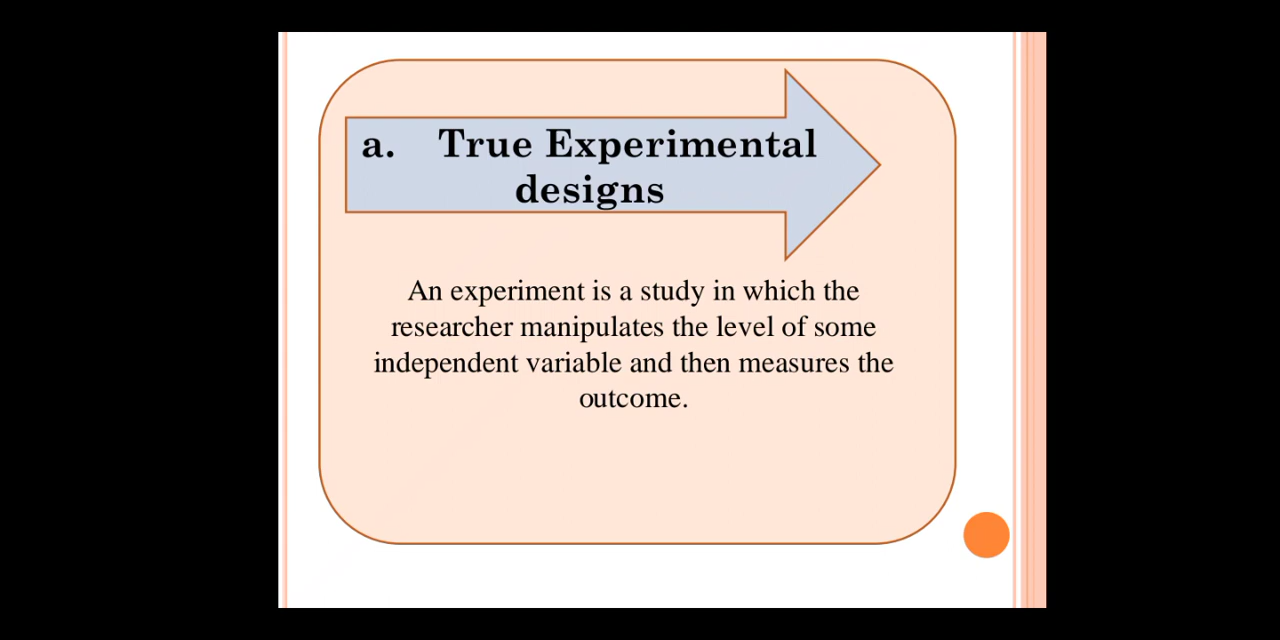 a. True Experimental
designs
An experiment is a study in which the
researcher manipulates the level of some
independent variable and then measures the
outcome.